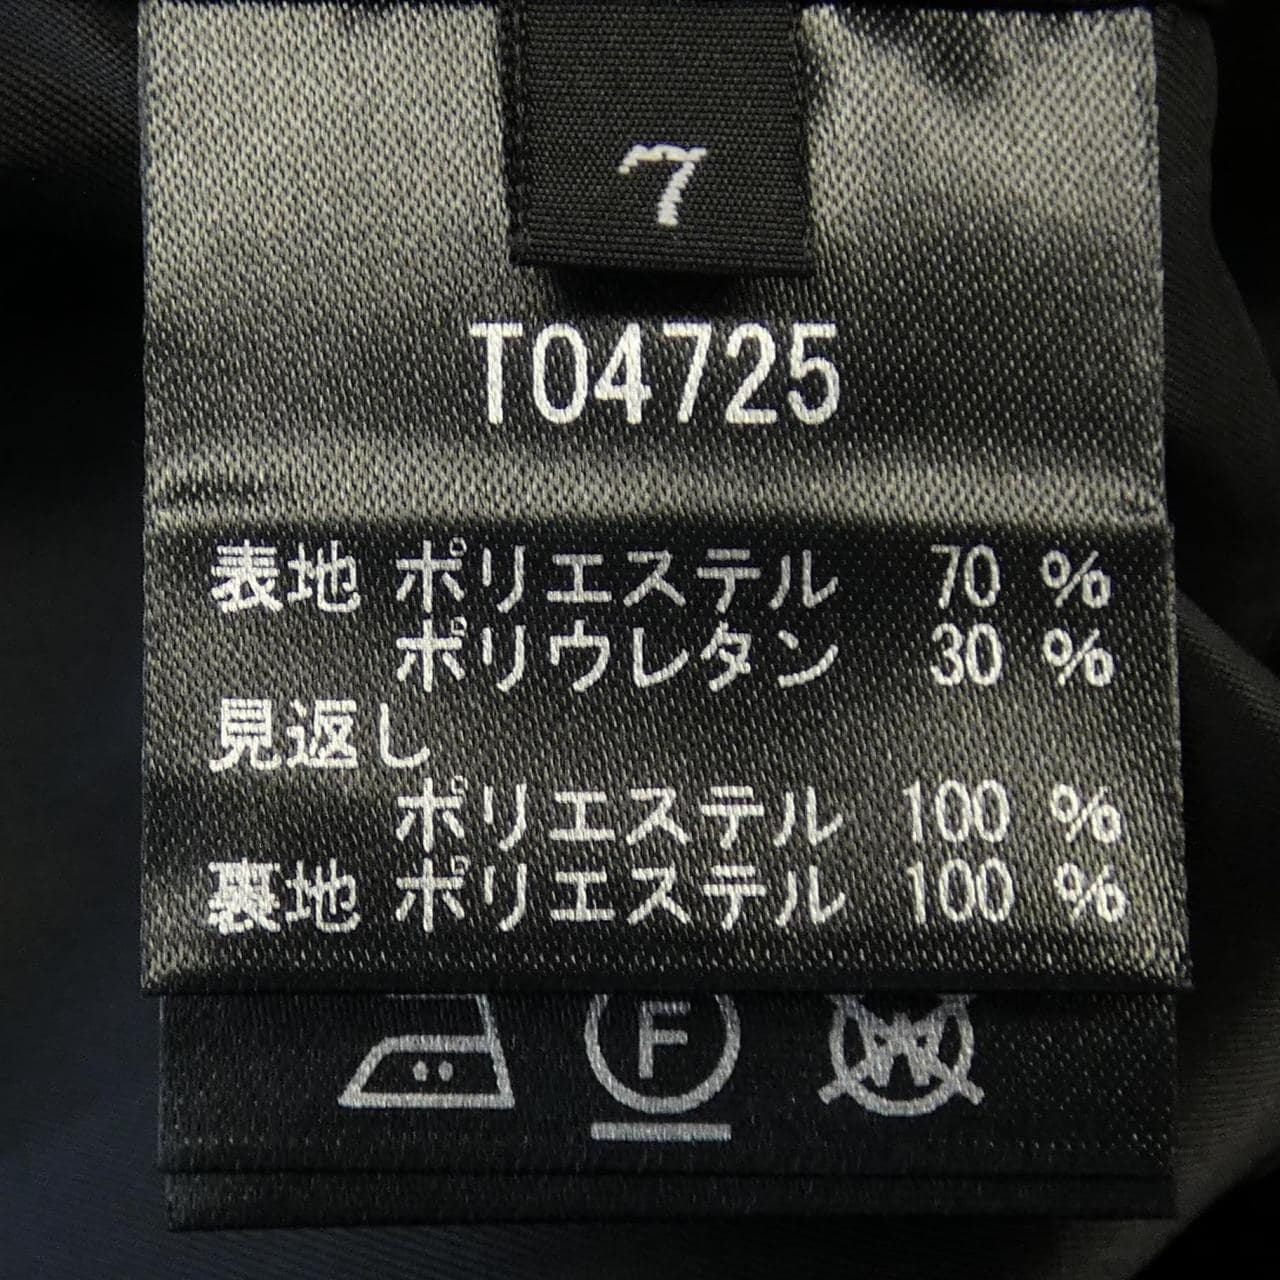 7
T04725
表地 ポリエステル 70 %
ポリウレタン 30 %
見返し
ポリエステル 100 %
裏地 ポリエステル 100 %
F W